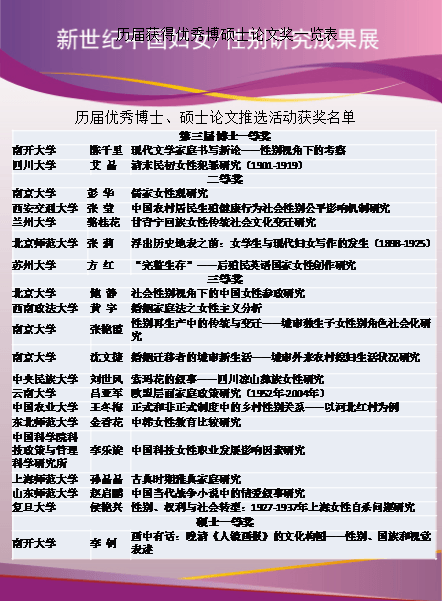 历届获得优秀博硕士论文奖一览表
新世纪中国妇女/性别研究成果展
历届优秀博士、硕士论文推选活动获奖名单
第三届博士一等奖
南开大学 陈千里 现代文学家庭书写新论——性别视角下的考察
四川大学 艾晶 清末民初女性犯罪研究（1901-1919）
二等奖
南京大学 彭华 儒家女性观研究
西安交通大学 张莹 中国农村居民生殖健康行为社会性别公平影响机制研究
兰州大学 骆桂花 甘青宁回族女性传统社会文化变迁研究
北京师范大学 张莉 浮出历史地表之前：女学生与现代妇女写作的发生（1898-1925）
苏州大学 方红 “完整生存”——后殖民英语国家女性创作研究
三等奖
北京大学 鲍静 社会性别视角下的中国女性参政研究
西南政法大学 黄宇 婚姻家庭法之女性主义分析
南京大学 张艳霞 性别再生产中的传统与变迁——城市独生子女性别角色社会化研
究
南京大学 沈文捷 婚姻迁移者的城市新生活——城市外来农村媳妇生活状况研究
中央民族大学 刘世风 索玛花的叙事——四川凉山彝族女性研究
云南大学 吕亚军 欧盟层面家庭政策研究（1952年-2004年）
中国农业大学 王冬梅 正式和非正式制度中的乡村性别关系——以河北红村为例
东北师范大学 金香花 中韩女性教育比较研究
中国科学院科
技政策与管理
科学研究所 李乐旋 中国科技女性职业发展影响因素研究
上海师范大学 孙晶晶 古典时期雅典家庭研究
山东师范大学 赵启鹏 中国当代战争小说中的情爱叙事研究
复旦大学 侯艳兴 性别、权利与社会转型：1927-1937年上海女性自杀问题研究
硕士一等奖
南开大学 李钊 画中有话：晚清《人镜画报》的文化构图——性别、国族和视觉
表述